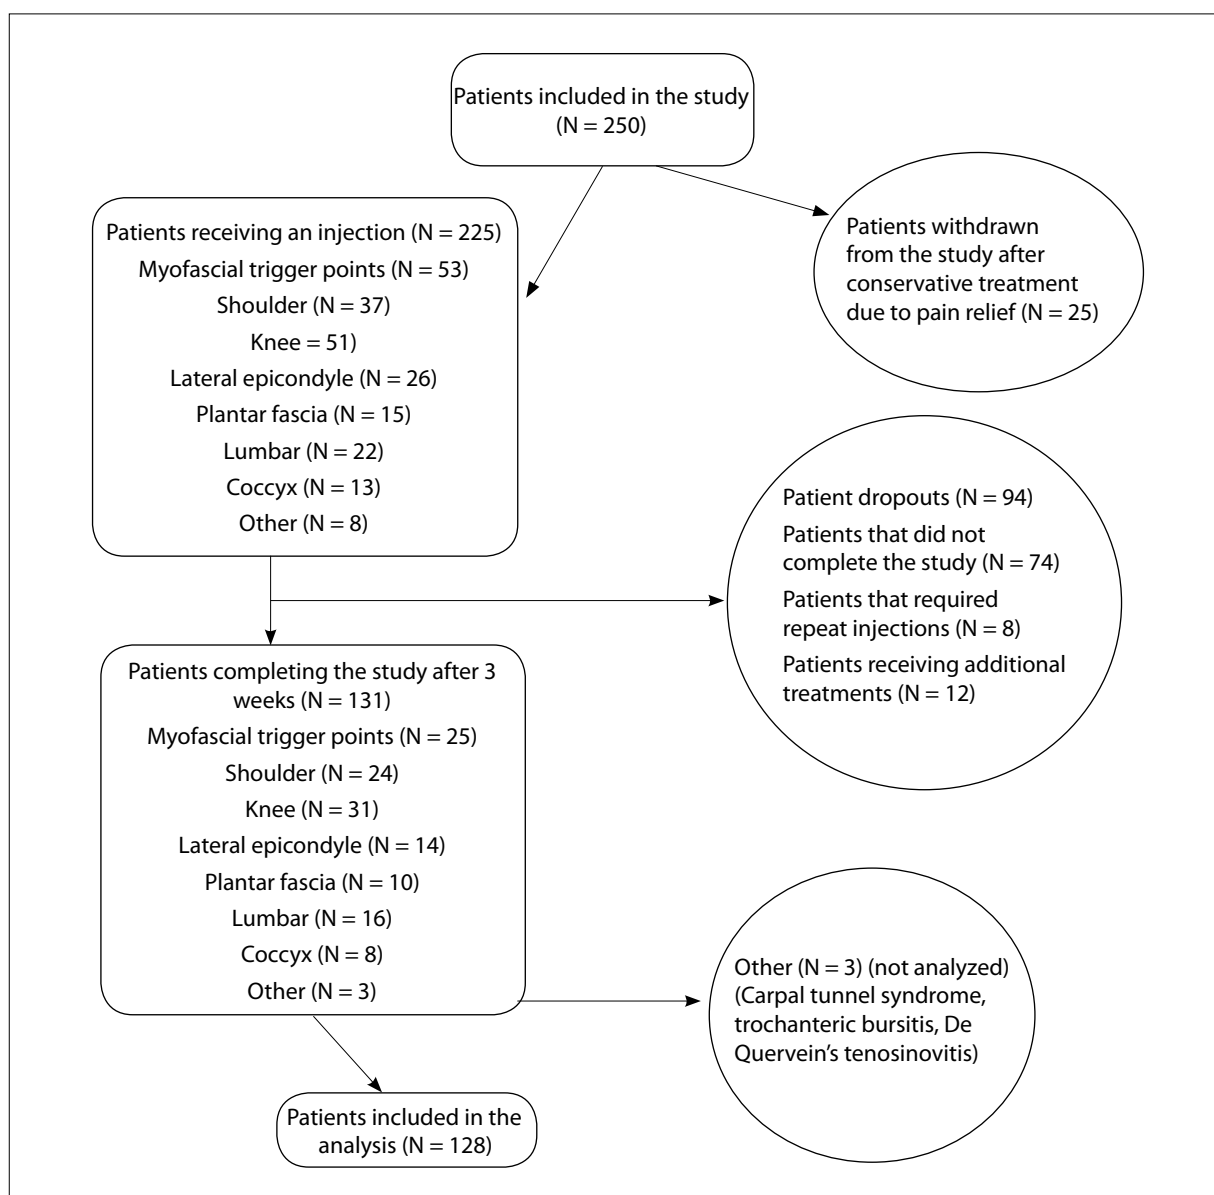 Patients included in the study
(N = 250)
Patients receiving an injection (N = 225)
Myofascial trigger points (N = 53)
Shoulder (N = 37)
Knee = 51)
Lateral epicondyle (N = 26)
Plantar fascia (N = 15)
Lumbar (N = 22)
Coccyx (N = 13)
Other (N = 8)
Patients withdrawn
from the study after
conservative treatment
due to pain relief (N = 25)
Patient dropouts (N = 94)
Patients that did not
complete the study (N = 74)
Patients that required
repeat injections (N = 8)
Patients receiving additional
treatments (N = 12)
Patients completing the study after 3
weeks (N = 131)
Myofascial trigger points (N = 25)
Shoulder (N = 24)
Knee (N = 31)
Lateral epicondyle (N = 14)
Plantar fascia (N = 10)
Lumbar (N = 16)
Coccyx (N = 8)
Other (N = 3)
Other (N = 3) (not analyzed)
(Carpal tunnel syndrome,
trochanteric bursitis, De
Quervein's tenosinovitis)
Patients included in the
analysis (N = 128)